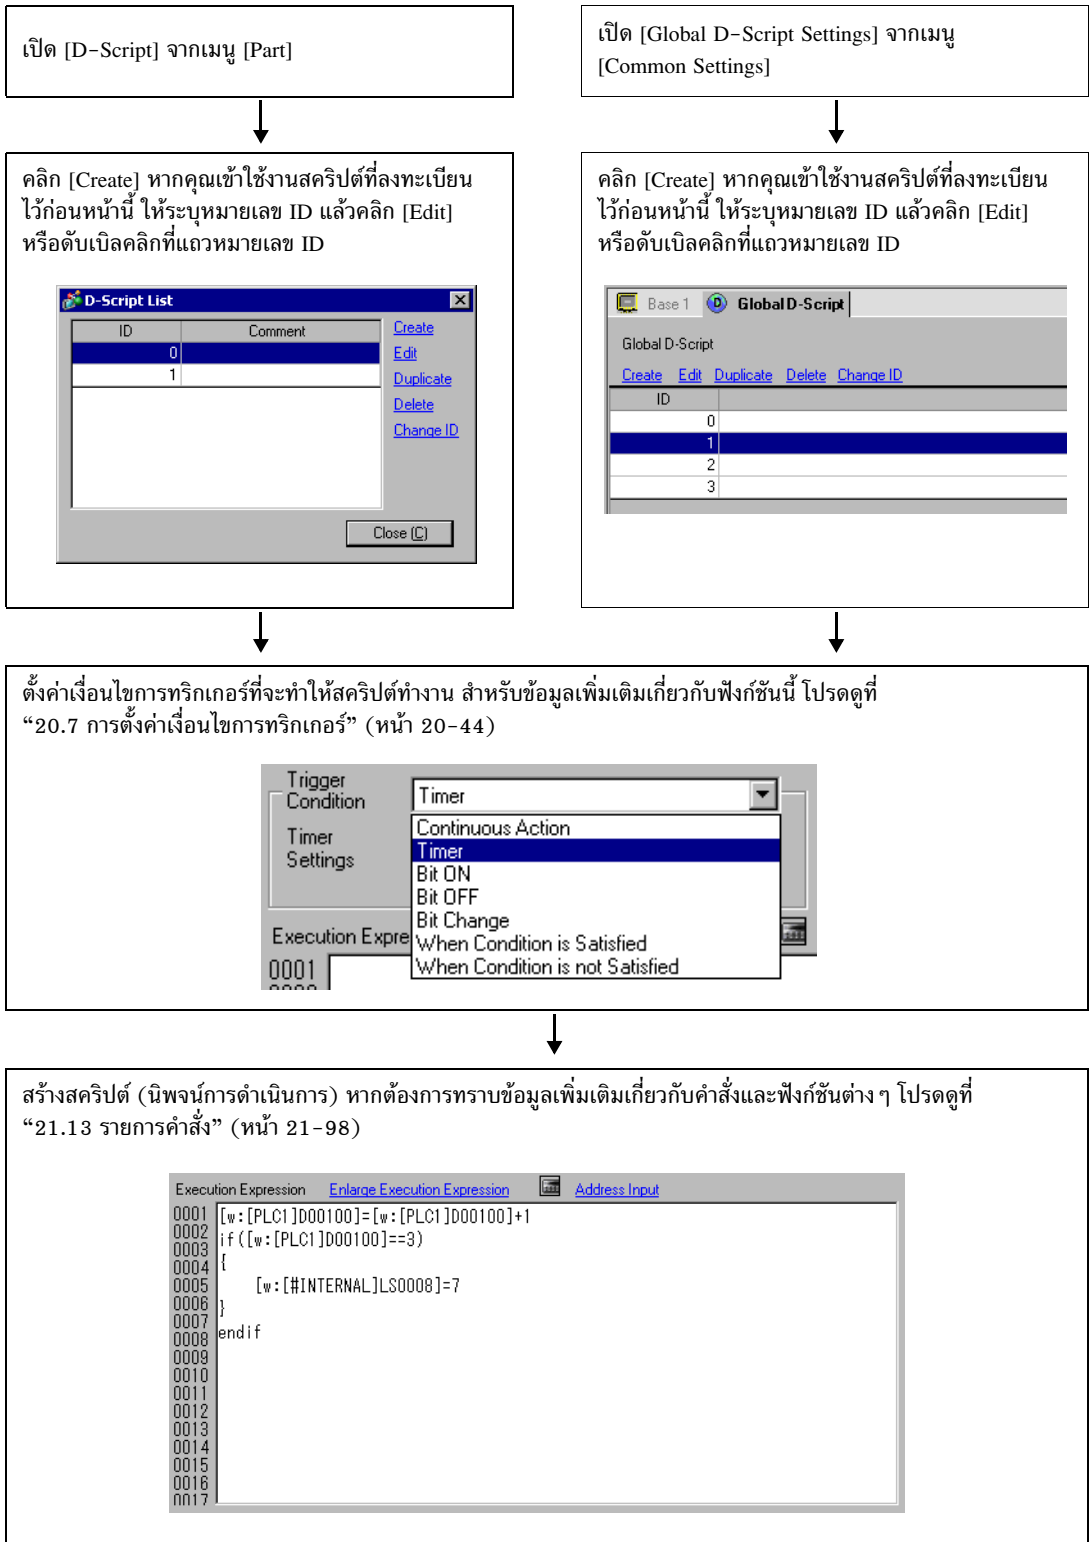 เปิด [D-Script] จากเมนู [Part]
เปิด [Global D-Script Settings] จากเมนู
[Common Settings]
คลิก [Create] หากคุณเข้าใช้งานสคริปต์ที่ลงทะเบียน
ไว้ก่อนหน้านี้ ให้ระบุหมายเลข ID แล้วคลิก [Edit]
หรือดับเบิลคลิกที่แถวหมายเลข ID
D-Script List
ID Comment
0
1
Create
Edit
Duplicate
Delete
Change ID
Close (C)
คลิก [Create] หากคุณเข้าใช้งานสคริปต์ที่ลงทะเบียน
ไว้ก่อนหน้านี้ ให้ระบุหมายเลข ID แล้วคลิก [Edit]
หรือดับเบิลคลิกที่แถวหมายเลข ID
Base 1 Global D-Script
Global D-Script
Create Edit Duplicate Delete Change ID
ID
0
1
2
3
ตั้งค่าเงื่อนไขการทริกเกอร์ที่จะทำให้สคริปต์ทำงาน สำหรับข้อมูลเพิ่มเติมเกี่ยวกับฟังก์ชันนี้ โปรดดูที่
“20.7 การตั้งค่าเงื่อนไขการทริกเกอร์” (หน้า 20-44)
Trigger
Condition
Timer
Timer
Settings
Continuous Action
Timer
Bit ON
Bit OFF
Bit Change
When Condition is Satisfied
When Condition is not Satisfied
Execution Expre
0001
สร้างสคริปต์ (นิพจน์การดำเนินการ) หากต้องการทราบข้อมูลเพิ่มเติมเกี่ยวกับคำสั่งและฟังก์ชันต่าง ๆ โปรดดูที่
“21.13 รายการคำสั่ง” (หน้า 21-98)
Execution Expression Enlarge Execution Expression Address Input
0001 [w:[PLC1]D00100]=[w:[PLC1]D00100]+1
0002 if([w:[PLC1]D00100]==3)
0003
0004 {
0005 [w:[#INTERNAL]LS0008]=7
0006 }
0007
0008 endif
0009
0010
0011
0012
0013
0014
0015
0016
0017